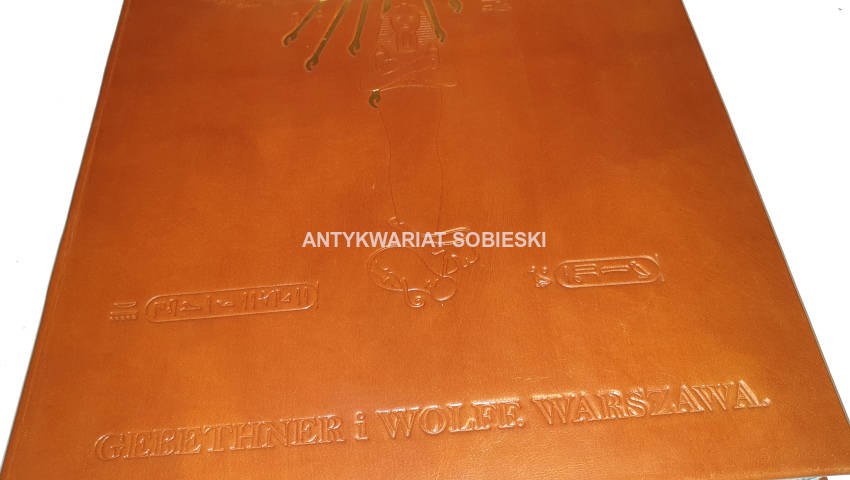 ANTYKWARIAT SOBIESKI
GEBETHNER i WOLFF. WARSZAWA.